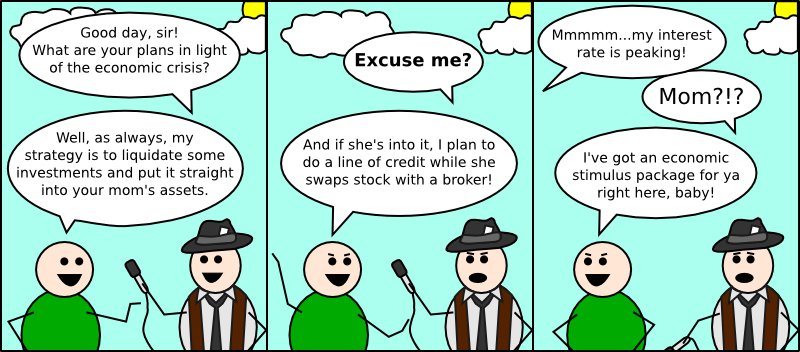 Good day, sir!
What are your plans in light
of the economic crisis?
Well, as always, my
strategy is to liquidate some
investments and put it straight
into your mom's assets.
Excuse me?
And if she's into it, I plan to
do a line of credit while she
swaps stock with a broker!
Mmmmm...my interest
rate is peaking!
Mom?!?
I've got an economic
stimulus package for ya
right here, baby!